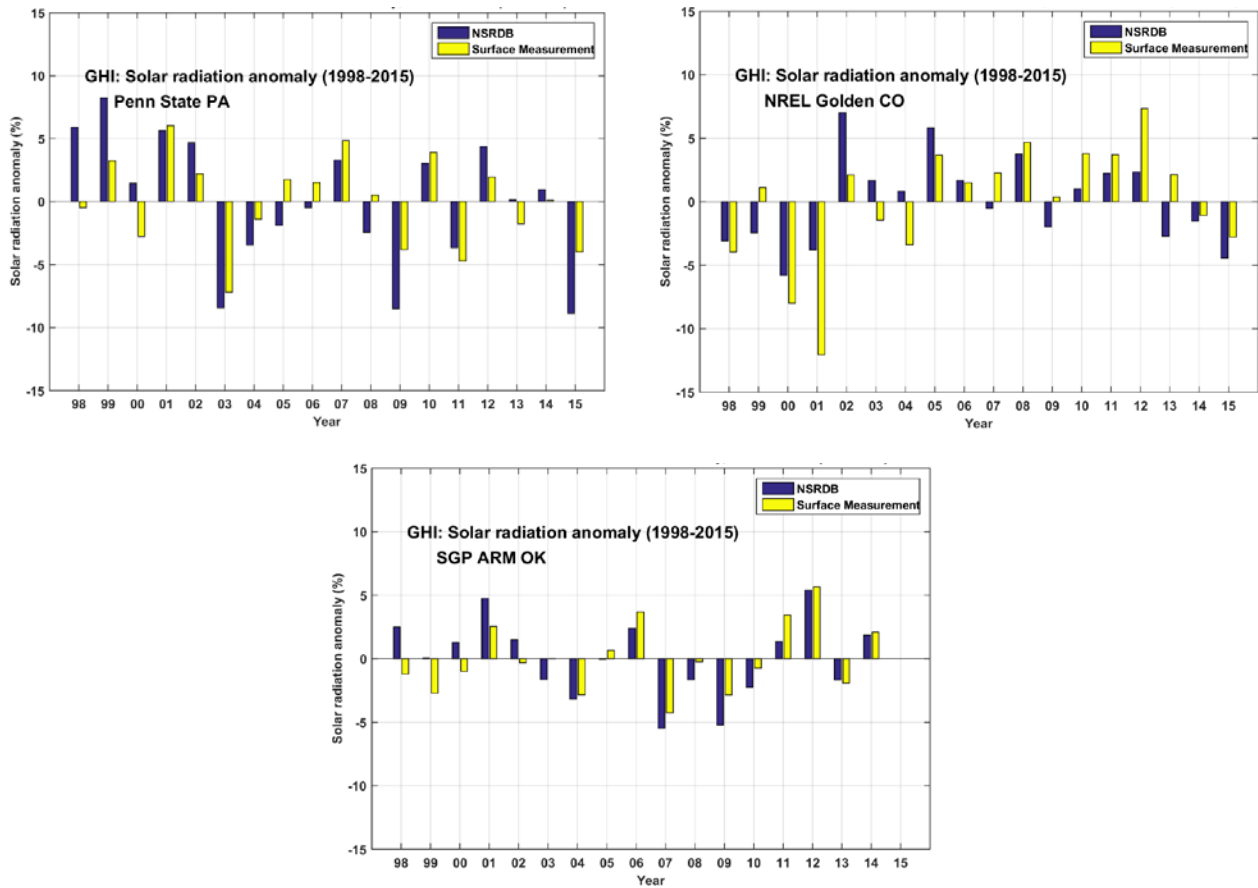 15
10
5
0
-5
-10
-15
Solar radiation anomaly (%)
NSRDB
Surface Measurement
GHI: Solar radiation anomaly (1998-2015)
Penn State PA
98 99 00 01 02 03 04 05 06 07 08 09 10 11 12 13 14 15
Year
15
10
5
0
-5
-10
-15
Solar radiation anomaly (%)
NSRDB
Surface Measurement
GHI: Solar radiation anomaly (1998-2015)
NREL Golden CO
98 99 00 01 02 03 04 05 06 07 08 09 10 11 12 13 14 15
Year
15
10
5
0
-5
-10
-15
Solar radiation anomaly (%)
NSRDB
Surface Measurement
GHI: Solar radiation anomaly (1998-2015)
SGP ARM OK
98 99 00 01 02 03 04 05 06 07 08 09 10 11 12 13 14 15
Year